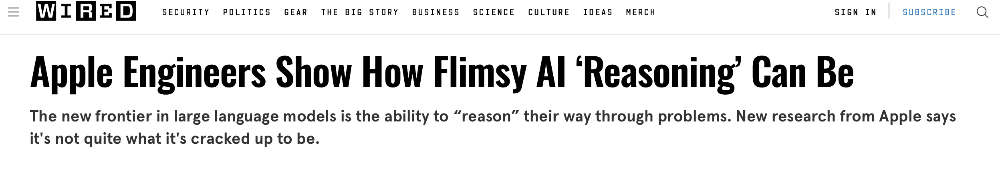 WIRED SECURITY POLITICS GEAR THE BIG STORY BUSINESS SCIENCE CULTURE IDEAS MERCH SIGN IN SUBSCRIBE
Apple Engineers Show How Flimsy AI ‘Reasoning’ Can Be
The new frontier in large language models is the ability to “reason” their way through problems. New research from Apple says
it's not quite what it's cracked up to be.